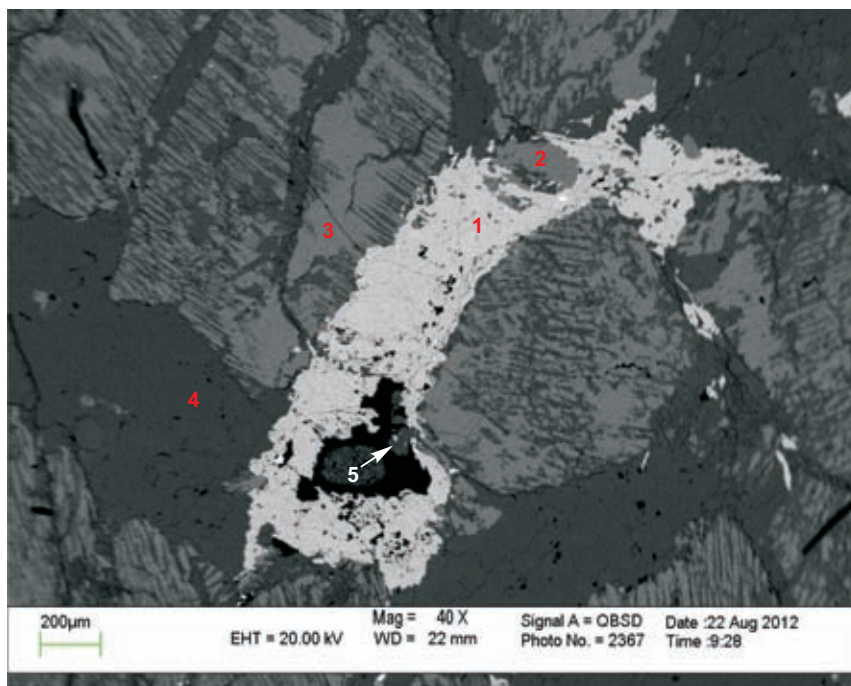 2
1
3
4
5
200µm
EHT = 20.00 kV
Mag = 40 X
WD = 22 mm
Signal A = QBSD
Photo No. = 2367
Date :22 Aug 2012
Time :9:28